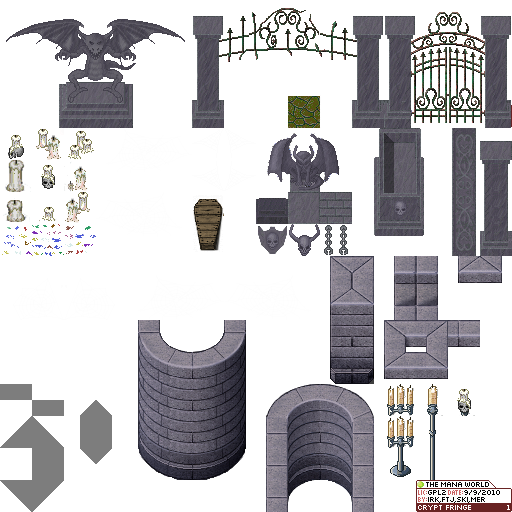 THE MANA WORLD
LIC:GPL2 DATE:9/9/2010
BY:IRK,FTJ,SKI,MER
CRYPT FRINGE 1